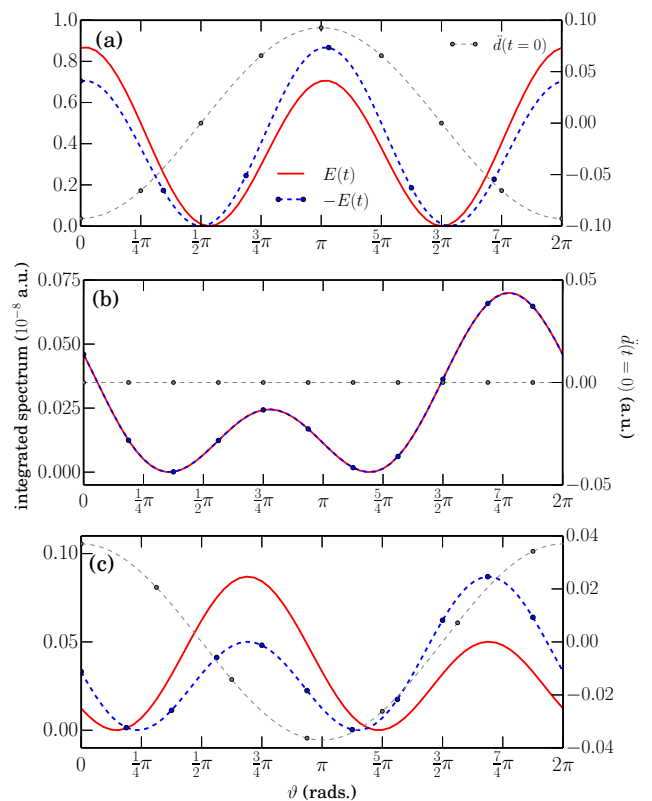 (a)
1.0
0.8
0.6
0.4
0.2
0.0
0.10
0.05
0.00
−0.05
−0.10
d̈(t = 0)
E(t)
−E(t)
0 ¼π ½π ¾π π 5/4π 3/2π 7/4π 2π
(b)
0.075
0.050
0.025
0.000
0.05
0.00
−0.05
0 ¼π ½π ¾π π 5/4π 3/2π 7/4π 2π
integrated spectrum (10⁻⁸ a.u.)
d̈(t = 0) (a.u.)
(c)
0.10
0.05
0.00
0.04
0.02
0.00
−0.02
−0.04
0 ¼π ½π ¾π π 5/4π 3/2π 7/4π 2π
ϑ (rads.)